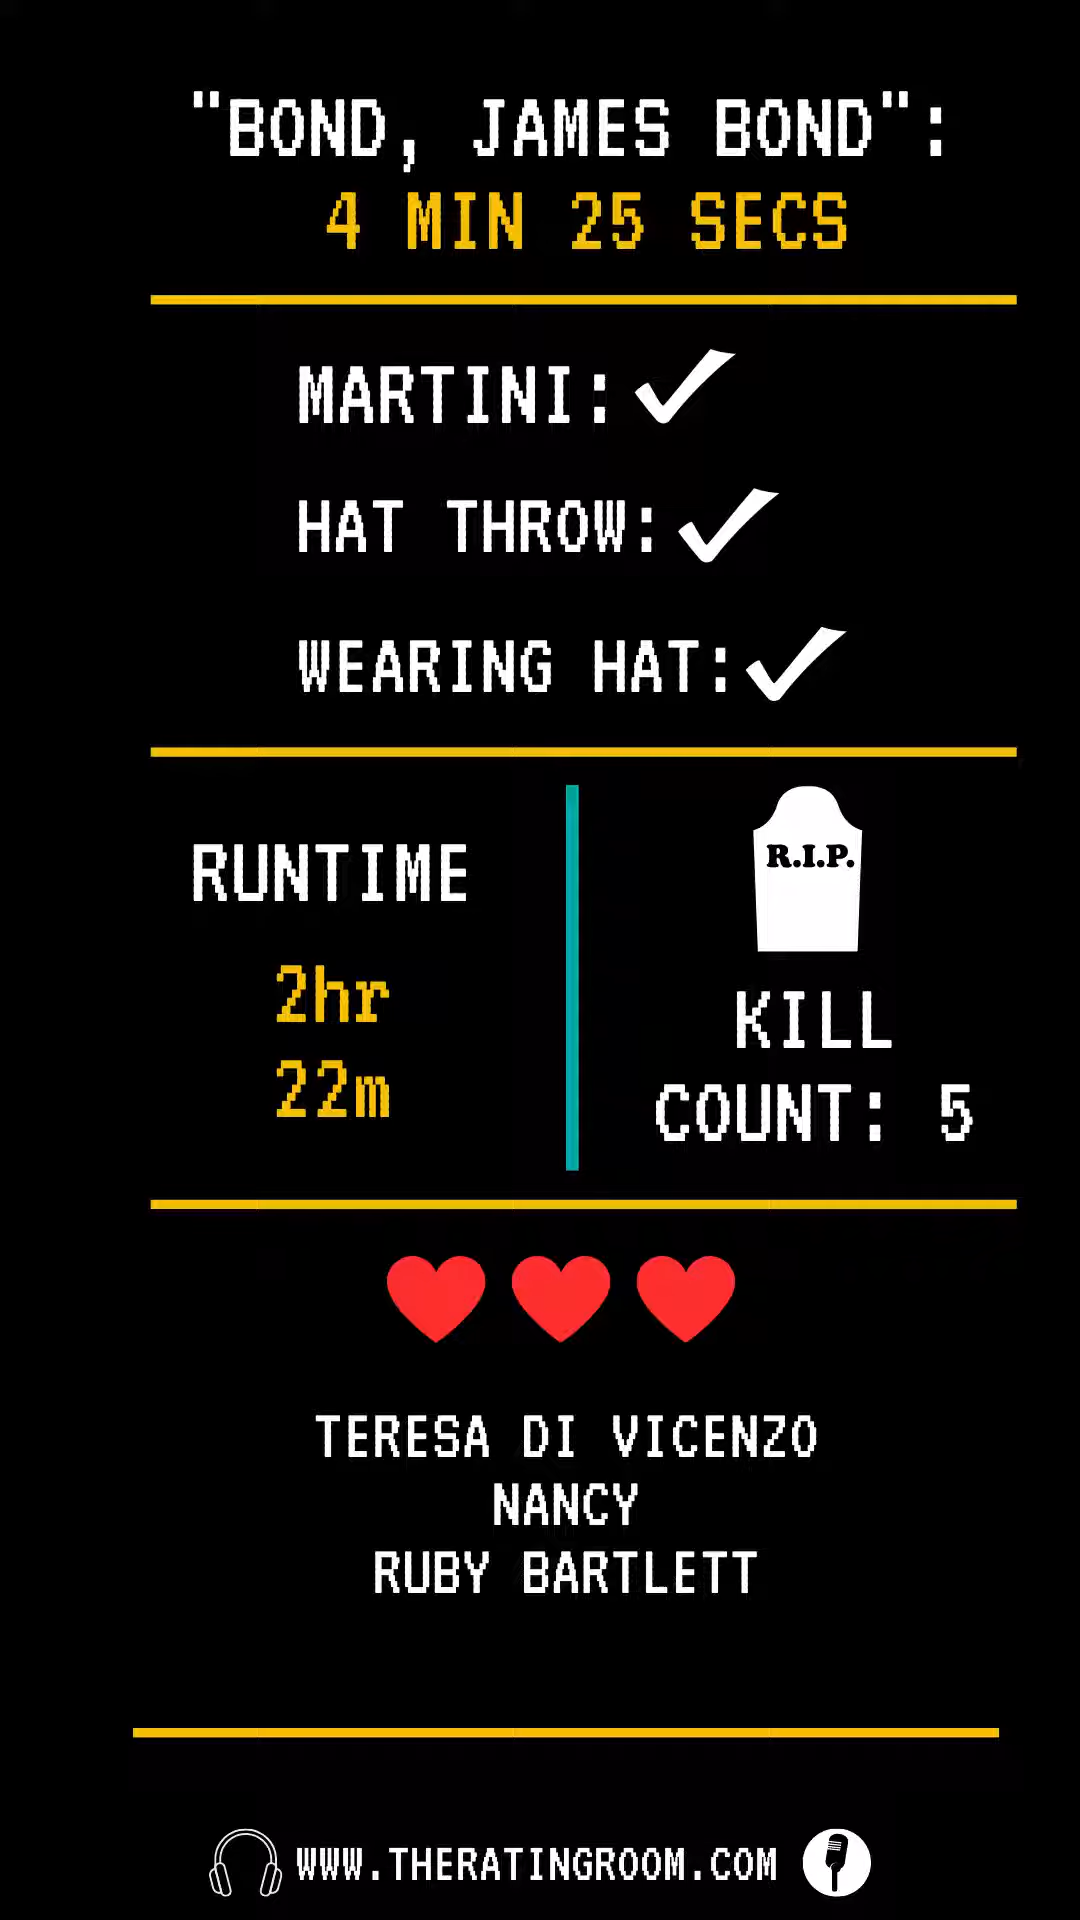 "BOND, JAMES BOND":
4 MIN 25 SECS
MARTINI:
HAT THROW:
WEARING HAT:
RUNTIME
2hr
22m
R.I.P.
KILL
COUNT: 5
TERESA DI VICENZO
NANCY
RUBY BARTLETT
WWW.THERATINGROOM.COM